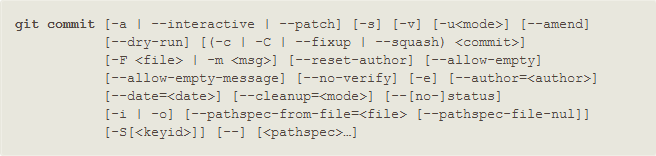 git commit [-a | --interactive | --patch] [-s] [-v] [-u<mode>] [--amend]
[--dry-run] [(-c | -C | --fixup | --squash) <commit>]
[-F <file> | -m <msg>] [--reset-author] [--allow-empty]
[--allow-empty-message] [--no-verify] [-e] [--author=<author>]
[--date=<date>] [--cleanup=<mode>] [--[no-]status]
[-i | -o] [--pathspec-from-file=<file> [--pathspec-file-nul]]
[-S[<keyid>]] [--] [<pathspec>…]